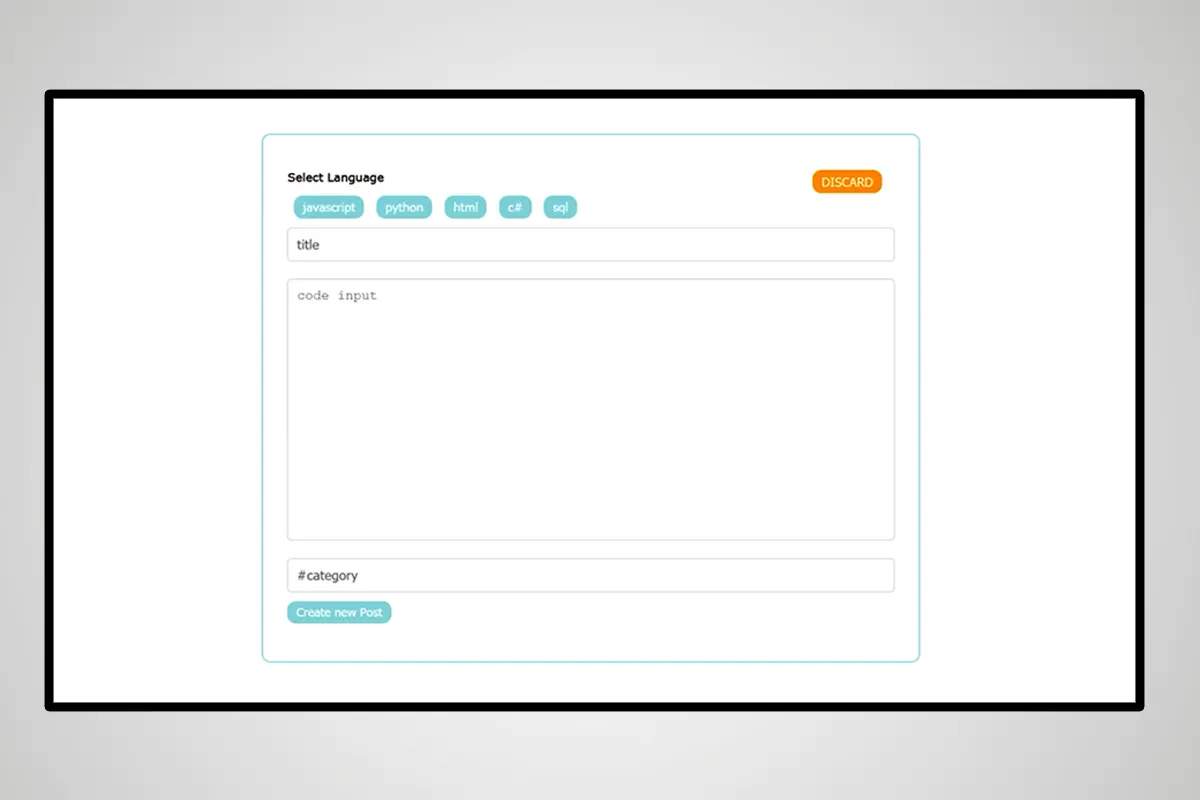 Select Language
DISCARD
javascript python html c# sql
title
code input
#category
Create new Post